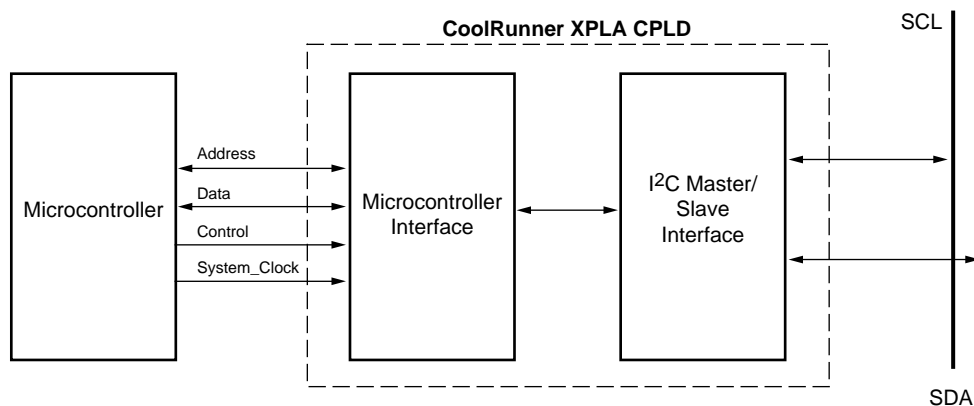 CoolRunner XPLA CPLD
SCL
Address
Data
Control
System_Clock
Microcontroller
Microcontroller
Interface
I2C Master/
Slave
Interface
SDA